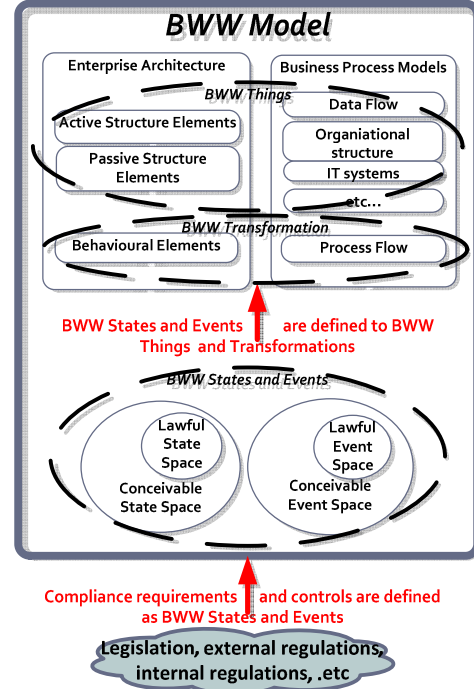 BWW Model
Enterprise Architecture
Business Process Models
BWW Things
Data Flow
Active Structure Elements
Organiational
structure
Passive Structure
Elements
IT systems
etc...
BWW Transformation
Behavioural Elements
Process Flow
BWW States and Events are defined to BWW
Things and Transformations
BWW States and Events
Lawful
State
Space
Conceivable
State Space
Lawful
Event
Space
Conceivable
Event Space
Compliance requirements and controls are defined
as BWW States and Events
Legislation, external regulations,
internal regulations, .etc